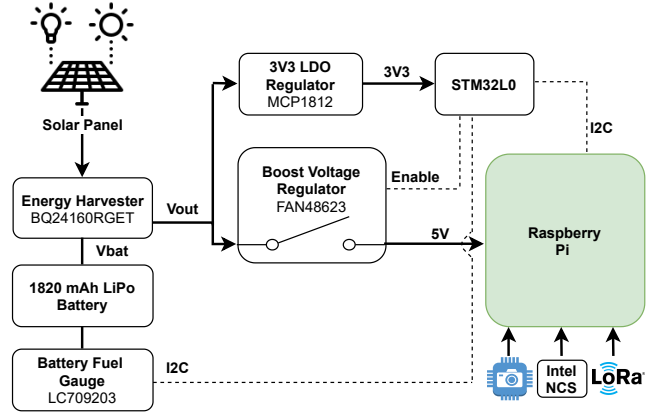 Solar Panel
Energy Harvester
BQ24160RGET
Vbat
1820 mAh LiPo
Battery
Battery Fuel
Gauge
LC709203
I2C
Vout
3V3 LDO
Regulator
MCP1812
3V3
STM32L0
I2C
Boost Voltage
Regulator
FAN48623
Enable
5V
Raspberry
Pi
Intel
NCS
LoRa